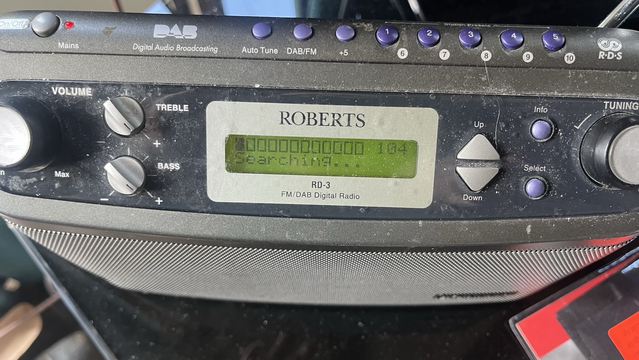 On/Off
Mains
DAB
Digital Audio Broadcasting
Auto Tune
DAB/FM
+5
1 2 3 4 5
6 7 8 9 10
R·D·S
VOLUME
Max
TREBLE
+
BASS
− +
ROBERTS
104
Searching...
RD-3
FM/DAB Digital Radio
Up
Down
Info
Select
TUNING